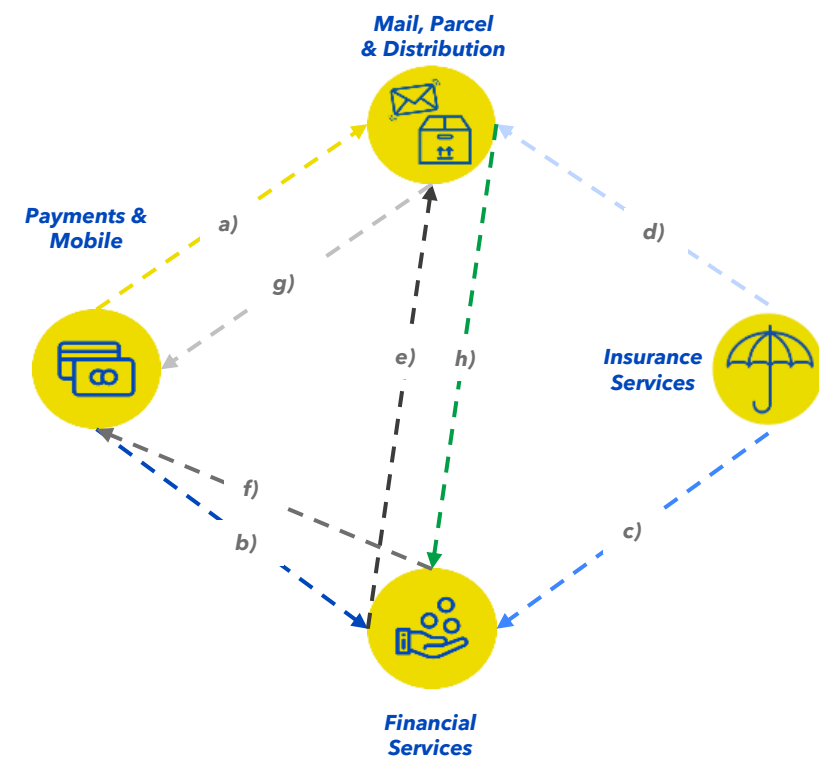 Mail, Parcel
& Distribution
Payments &
Mobile
a)
d)
g)
e)
h)
Insurance
Services
f)
c)
b)
Financial
Services